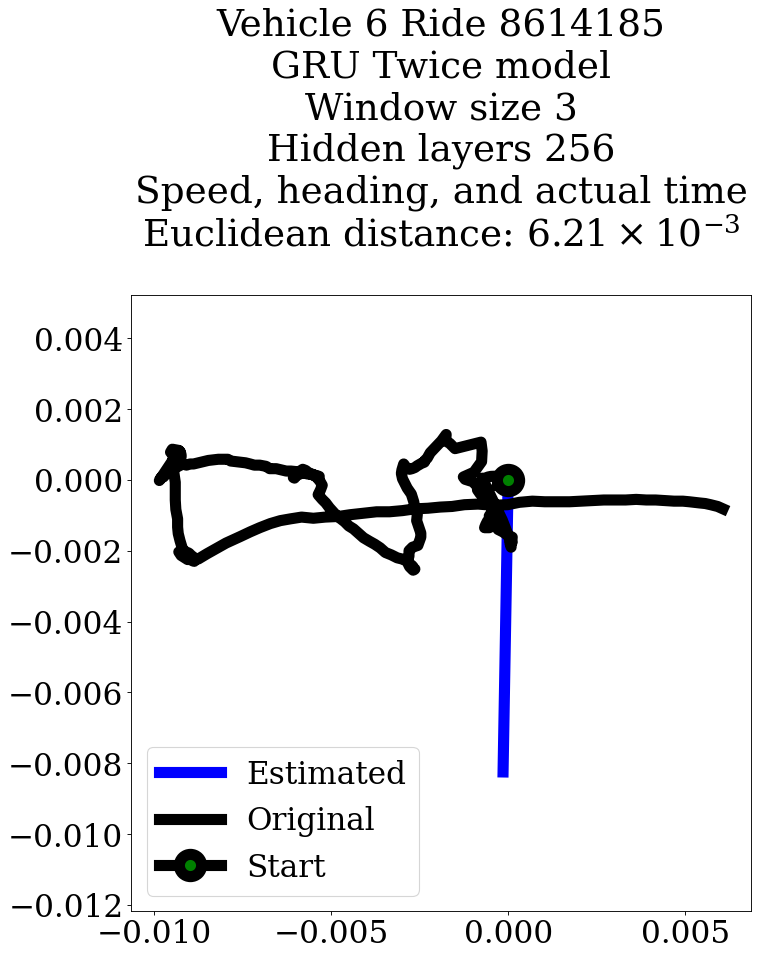 Vehicle 6 Ride 8614185
GRU Twice model
Window size 3
Hidden layers 256
Speed, heading, and actual time
Euclidean distance: 6.21 × 10⁻³
0.004
0.002
0.000
−0.002
−0.004
−0.006
−0.008
−0.010
−0.012
Estimated
Original
Start
−0.010 −0.005 0.000 0.005